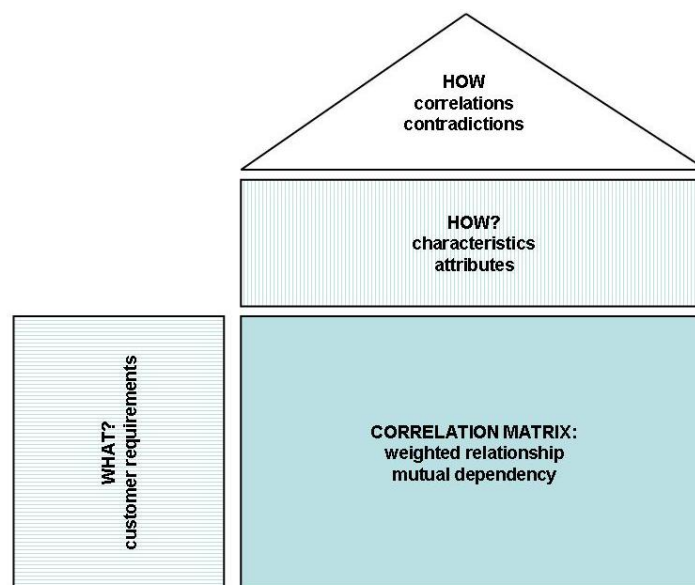 HOW
correlations
contradictions
HOW?
characteristics
attributes
WHAT?
customer requirements
CORRELATION MATRIX:
weighted relationship
mutual dependency